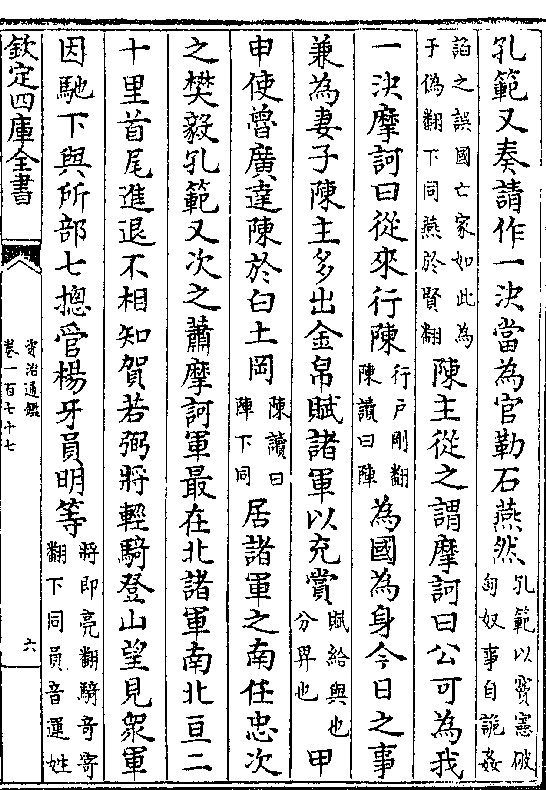 孔範又奏請作一決當為官勒石燕然孔範以竇憲破匈奴事自詭姦
諂之誤國亡家如此為于偽翻下同燕於賢翻陳主從之謂摩訶曰公可為我
一決摩訶曰從來行陳行戸剛翻陳讀曰陣為國為身今日之事
兼為妻子陳主多出金帛賦諸軍以充賞賦給與也分畀也甲
申使魯廣達陳於白土岡陳讀曰陣下同居諸軍之南任忠次
之樊毅孔範又次之蕭摩訶軍最在北諸軍南北亘二
十里首尾進退不相知賀若弼將輕騎登山望見衆軍
因馳下與所部七摠管楊牙員明等將即亮翻騎奇寄翻下同員音運姓
欽定四庫全書
資治通鑑
卷一百七十七
六